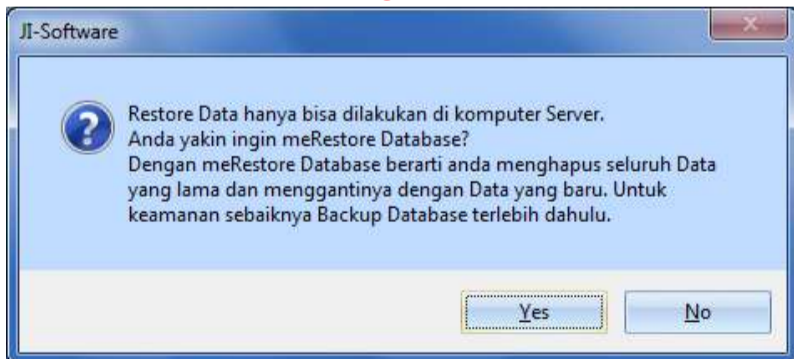 JI-Software
Restore Data hanya bisa dilakukan di komputer Server.
Anda yakin ingin meRestore Database?
Dengan meRestore Database berarti anda menghapus seluruh Data
yang lama dan menggantinya dengan Data yang baru. Untuk
keamanan sebaiknya Backup Database terlebih dahulu.
Yes
No